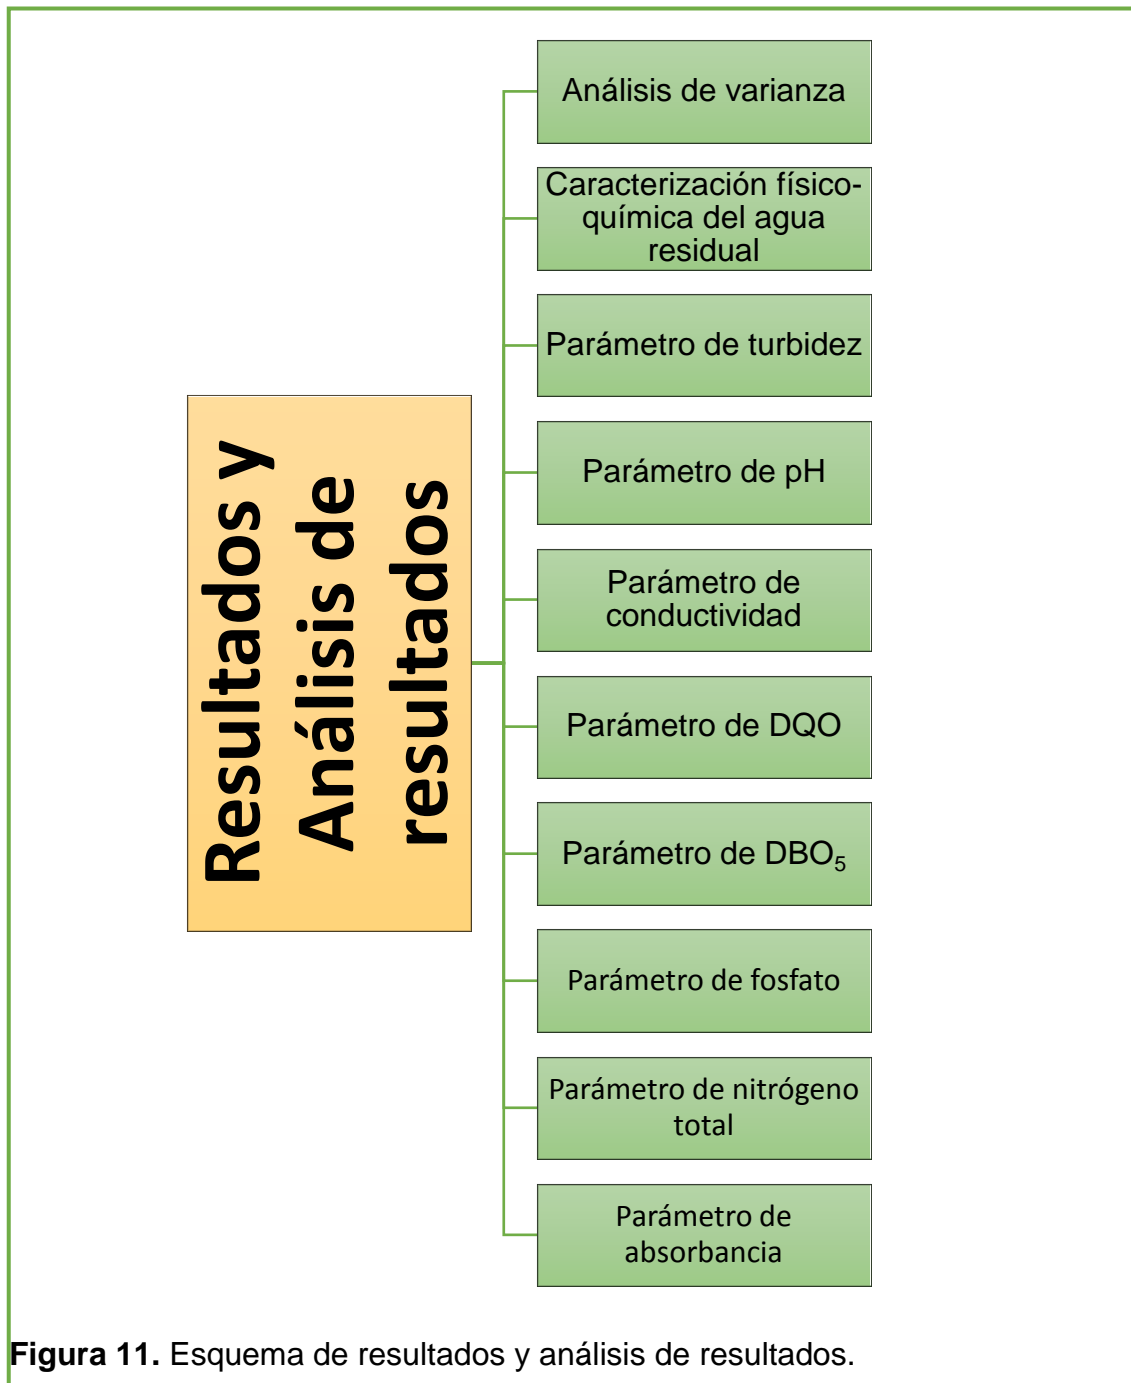 Resultados y
Análisis de
resultados
Análisis de varianza
Caracterización físico-
química del agua
residual
Parámetro de turbidez
Parámetro de pH
Parámetro de
conductividad
Parámetro de DQO
Parámetro de DBO₅
Parámetro de fosfato
Parámetro de nitrógeno
total
Parámetro de
absorbancia
Figura 11. Esquema de resultados y análisis de resultados.